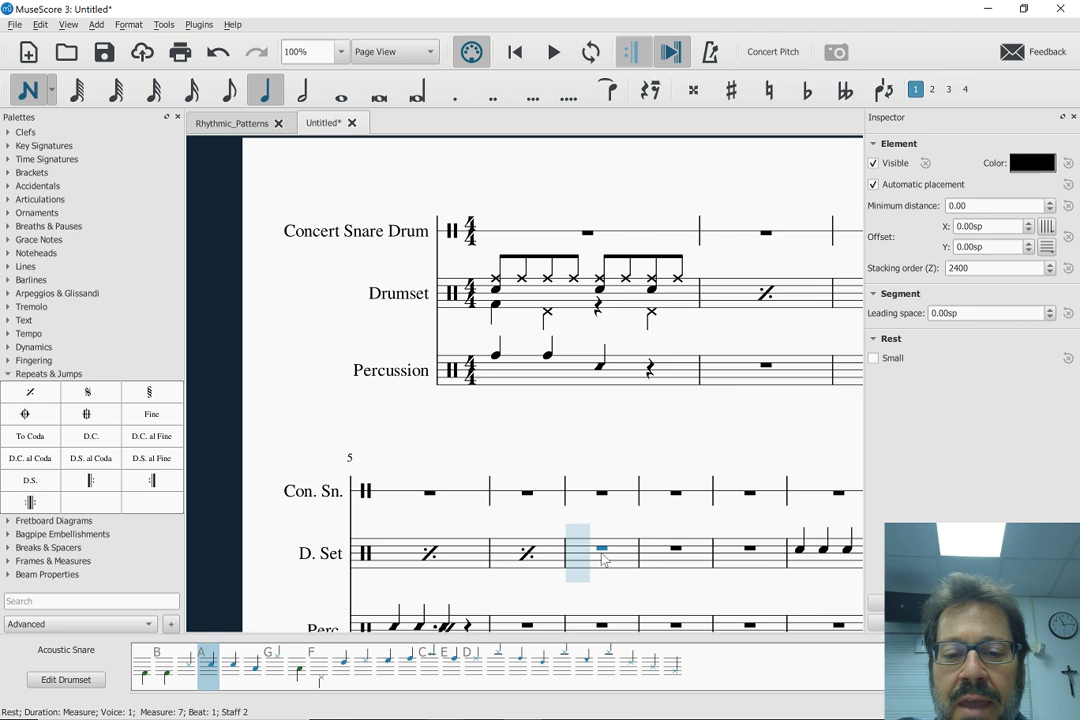 MuseScore 3: Untitled*
File Edit View Add Format Tools Plugins Help
100% Page View Concert Pitch Feedback
1 2 3 4
Palettes
Clefs
Key Signatures
Time Signatures
Brackets
Accidentals
Articulations
Ornaments
Breaths & Pauses
Grace Notes
Noteheads
Lines
Barlines
Arpeggios & Glissandi
Tremolo
Text
Tempo
Dynamics
Fingering
Repeats & Jumps
Fine
To Coda D.C. D.C. al Fine
D.C. al Coda D.S. al Coda D.S. al Fine
D.S.
Fretboard Diagrams
Bagpipe Embellishments
Breaks & Spacers
Frames & Measures
Beam Properties
Search
Advanced
Rhythmic_Patterns Untitled*
Concert Snare Drum
Drumset
Percussion
5
Con. Sn.
D. Set
Perc.
Inspector
Element
Visible Color:
Automatic placement
Minimum distance: 0.00
Offset: X: 0.00sp
Y: 0.00sp
Stacking order (Z): 2400
Segment
Leading space: 0.00sp
Rest
Small
Acoustic Snare
Edit Drumset
B A G F C E D
Rest; Duration: Measure; Voice: 1; Measure: 7; Beat: 1; Staff 2